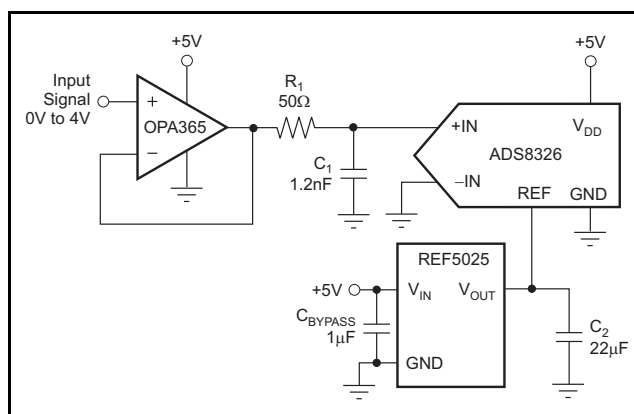 +5V
+5V
Input
Signal
0V to 4V
+
−
OPA365
R1
50Ω
C1
1.2nF
+IN
−IN
VDD
ADS8326
REF
GND
REF5025
+5V
VIN
VOUT
CBYPASS
1μF
GND
C2
22μF